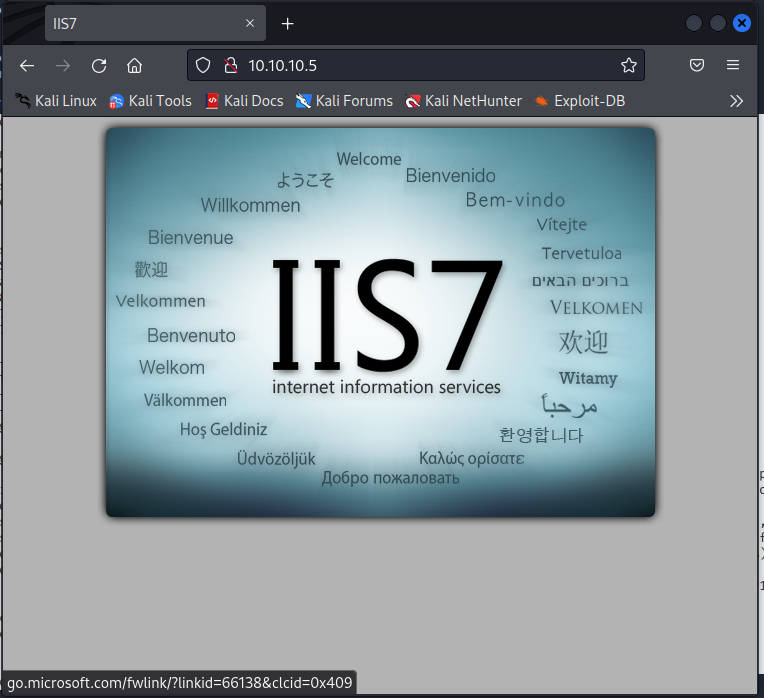 IIS7
10.10.10.5
Kali Linux Kali Tools Kali Docs Kali Forums Kali NetHunter Exploit-DB
Welcome
ようこそ
Bienvenido
Willkommen
Bem-vindo
Vítejte
Bienvenue
Tervetuloa
歡迎
ברוכים הבאים
Velkommen
VELKOMEN
Benvenuto
欢迎
Welkom
Witamy
Välkommen
مرحباً
Hoş Geldiniz
환영합니다
Üdvözöljük
Καλώς ορίσατε
Добро пожаловать
IIS7
internet information services
go.microsoft.com/fwlink/?linkid=66138&clcid=0x409